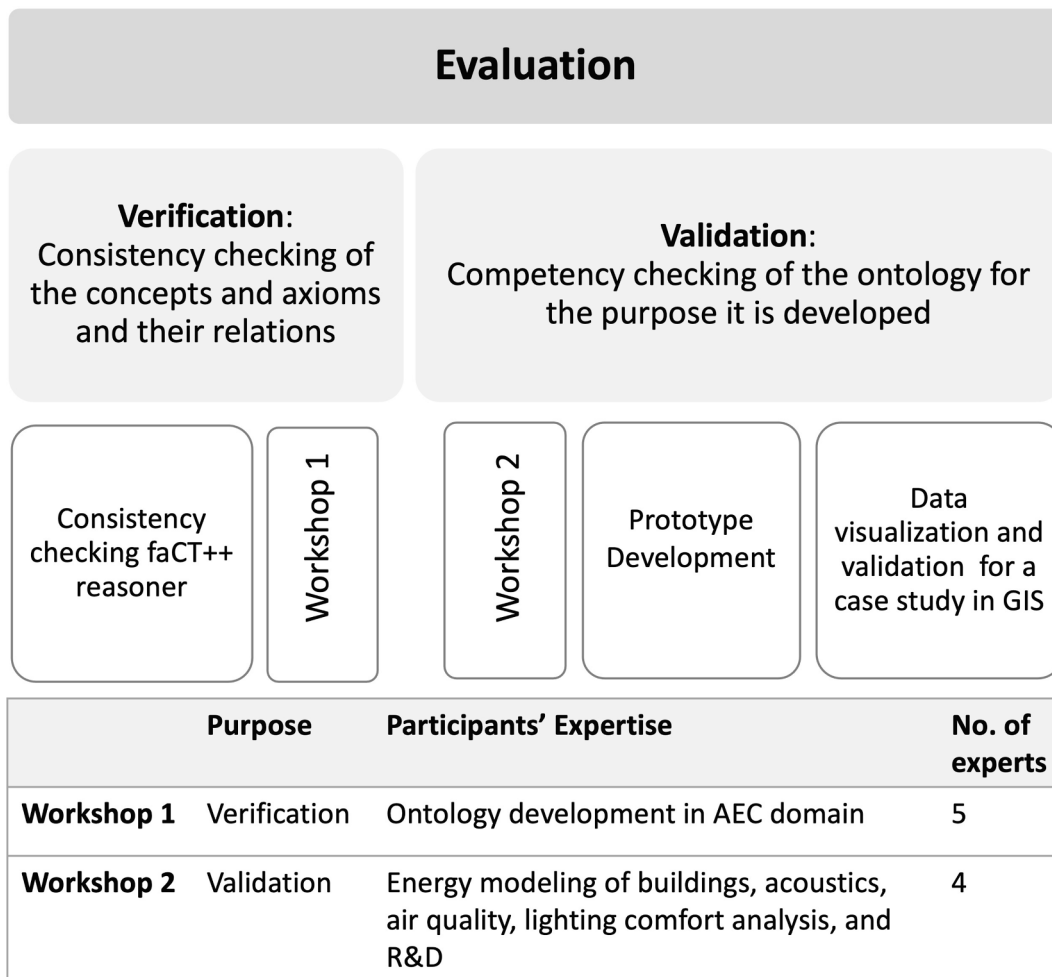 Evaluation
Verification:
Consistency checking of
the concepts and axioms
and their relations
Validation:
Competency checking of the ontology for
the purpose it is developed
Consistency
checking faCT++
reasoner
Workshop 1
Workshop 2
Prototype
Development
Data
visualization and
validation for a
case study in GIS
Purpose Participants’ Expertise No. of
experts
Workshop 1 Verification Ontology development in AEC domain 5
Workshop 2 Validation Energy modeling of buildings, acoustics, 4
air quality, lighting comfort analysis, and
R&D